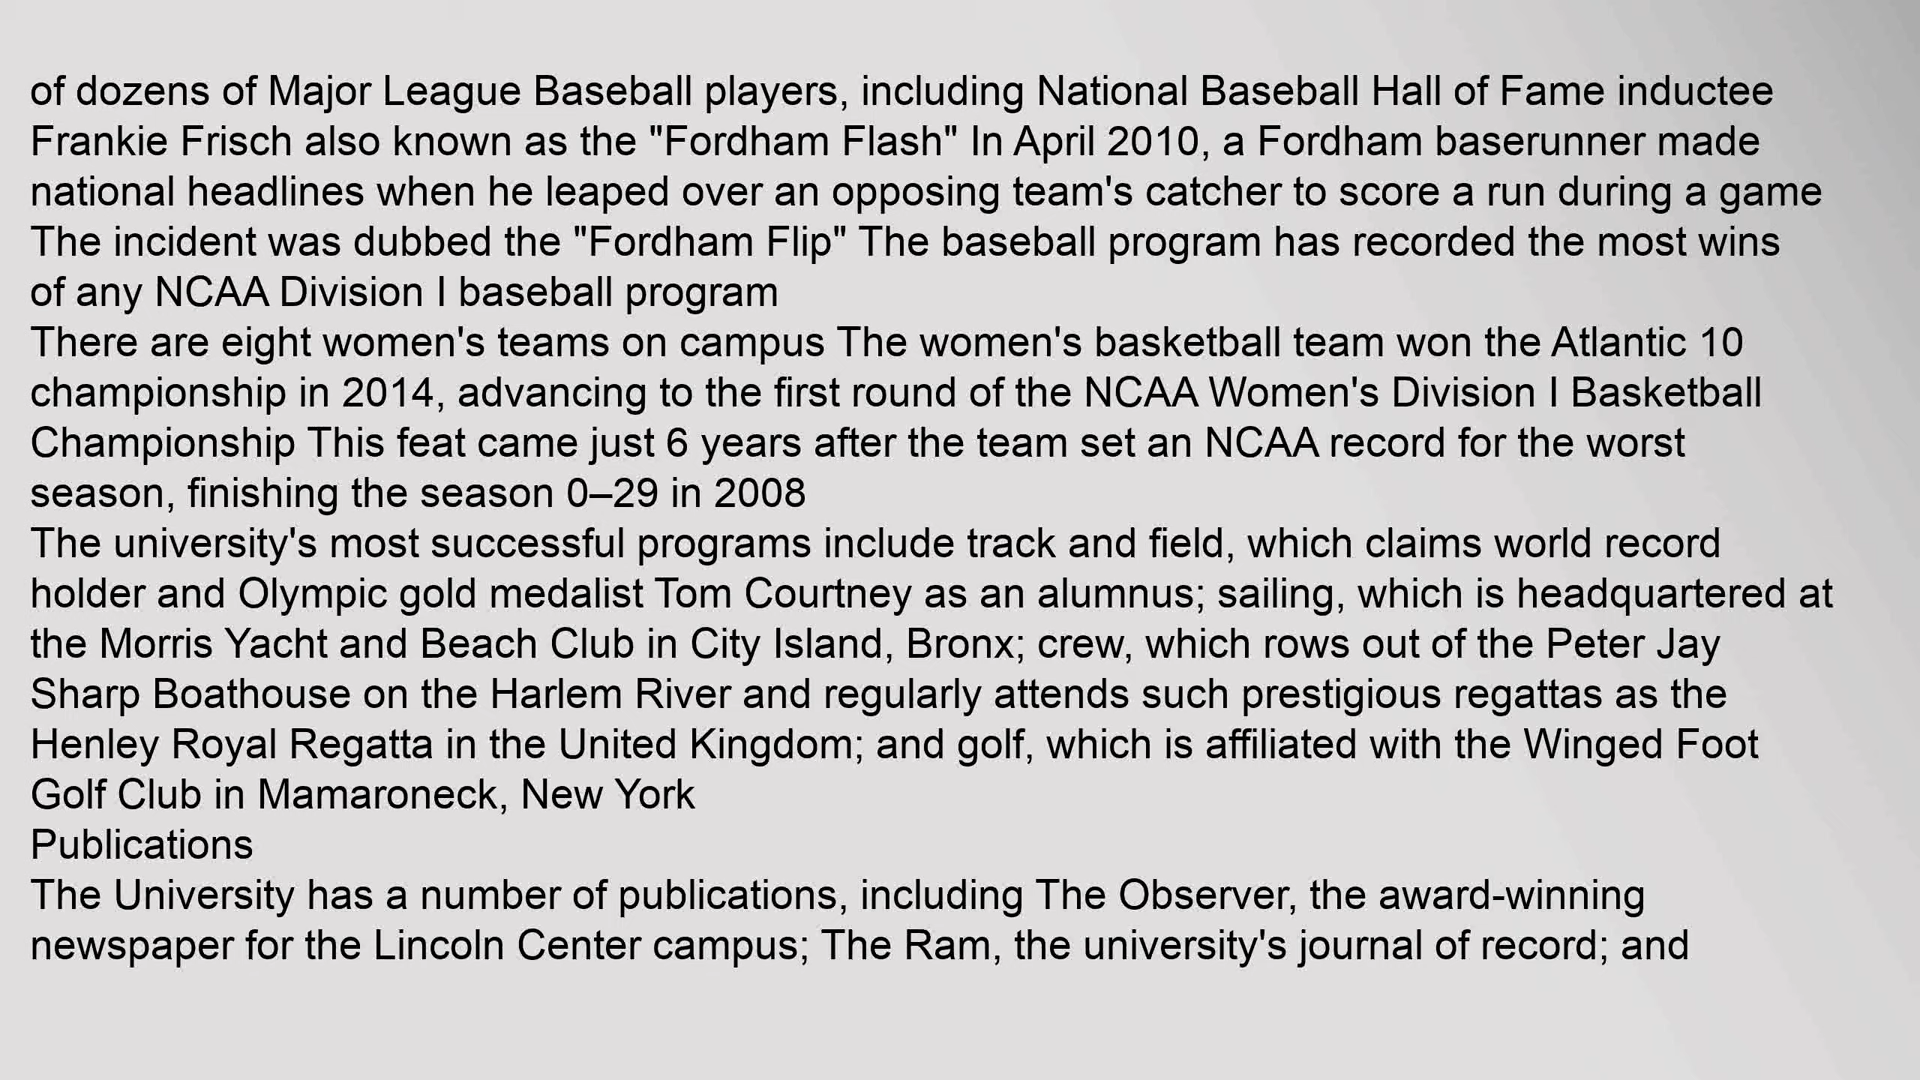 of dozens of Major League Baseball players, including National Baseball Hall of Fame inductee
Frankie Frisch also known as the "Fordham Flash" In April 2010, a Fordham baserunner made
national headlines when he leaped over an opposing team's catcher to score a run during a game
The incident was dubbed the "Fordham Flip" The baseball program has recorded the most wins
of any NCAA Division I baseball program
There are eight women's teams on campus The women's basketball team won the Atlantic 10
championship in 2014, advancing to the first round of the NCAA Women's Division I Basketball
Championship This feat came just 6 years after the team set an NCAA record for the worst
season, finishing the season 0–29 in 2008
The university's most successful programs include track and field, which claims world record
holder and Olympic gold medalist Tom Courtney as an alumnus; sailing, which is headquartered at
the Morris Yacht and Beach Club in City Island, Bronx; crew, which rows out of the Peter Jay
Sharp Boathouse on the Harlem River and regularly attends such prestigious regattas as the
Henley Royal Regatta in the United Kingdom; and golf, which is affiliated with the Winged Foot
Golf Club in Mamaroneck, New York
Publications
The University has a number of publications, including The Observer, the award-winning
newspaper for the Lincoln Center campus; The Ram, the university's journal of record; and